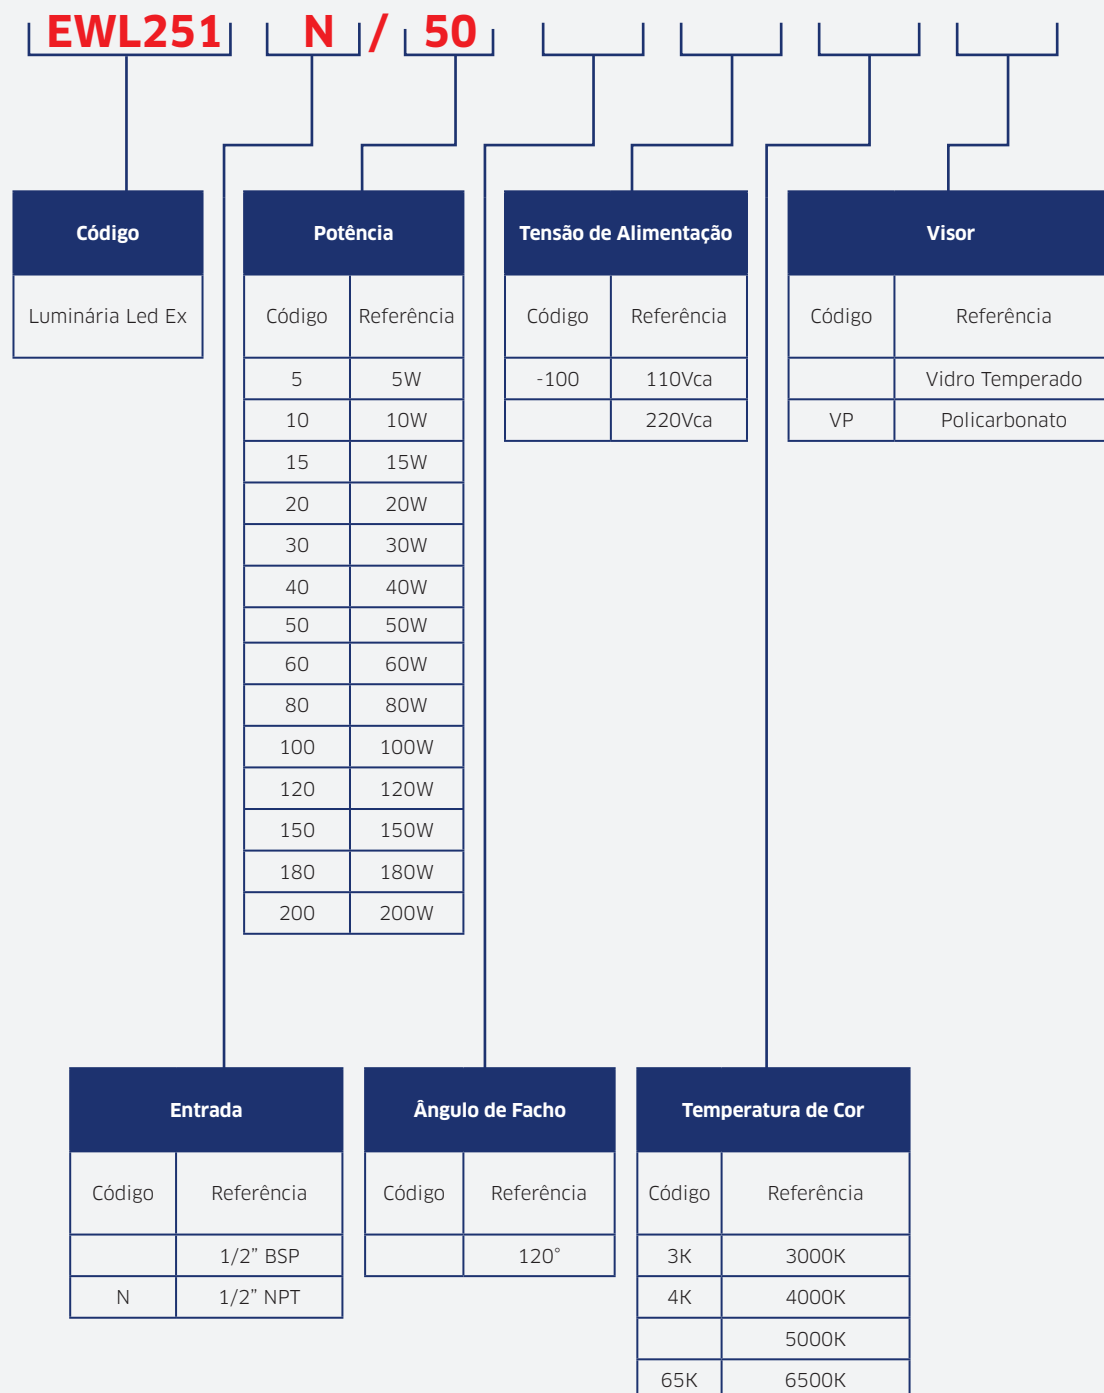 EWL251 N / 50
Código
Luminária Led Ex
Potência
Código Referência
5 5W
10 10W
15 15W
20 20W
30 30W
40 40W
50 50W
60 60W
80 80W
100 100W
120 120W
150 150W
180 180W
200 200W
Tensão de Alimentação
Código Referência
-100 110Vca
220Vca
Visor
Código Referência
Vidro Temperado
VP Policarbonato
Entrada
Código Referência
1/2” BSP
N 1/2” NPT
Ângulo de Facho
Código Referência
120°
Temperatura de Cor
Código Referência
3K 3000K
4K 4000K
5000K
65K 6500K